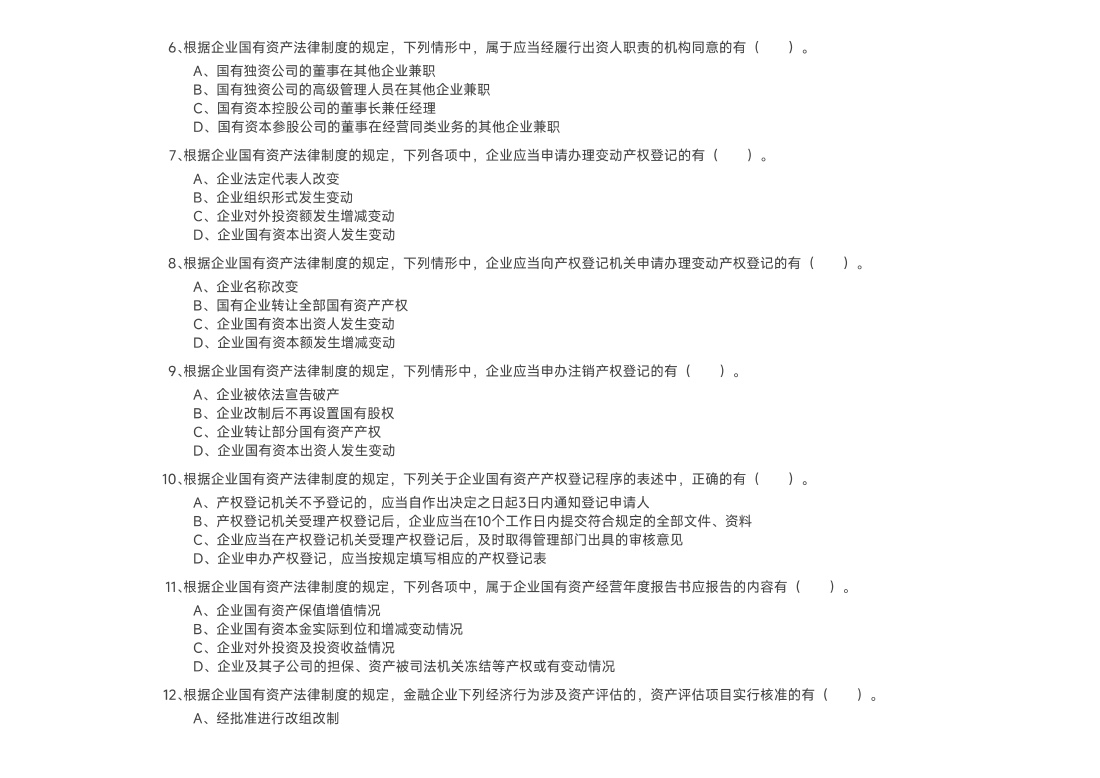 6、根据企业国有资产法律制度的规定，下列情形中，属于应当经履行出资人职责的机构同意的有（　　）。
A、国有独资公司的董事在其他企业兼职
B、国有独资公司的高级管理人员在其他企业兼职
C、国有资本控股公司的董事长兼任经理
D、国有资本参股公司的董事在经营同类业务的其他企业兼职
7、根据企业国有资产法律制度的规定，下列各项中，企业应当申请办理变动产权登记的有（　　）。
A、企业法定代表人改变
B、企业组织形式发生变动
C、企业对外投资额发生增减变动
D、企业国有资本出资人发生变动
8、根据企业国有资产法律制度的规定，下列情形中，企业应当向产权登记机关申请办理变动产权登记的有（　　）。
A、企业名称改变
B、国有企业转让全部国有资产产权
C、企业国有资本出资人发生变动
D、企业国有资本额发生增减变动
9、根据企业国有资产法律制度的规定，下列情形中，企业应当申办注销产权登记的有（　　）。
A、企业被依法宣告破产
B、企业改制后不再设置国有股权
C、企业转让部分国有资产产权
D、企业国有资本出资人发生变动
10、根据企业国有资产法律制度的规定，下列关于企业国有资产产权登记程序的表述中，正确的有（　　）。
A、产权登记机关不予登记的，应当自作出决定之日起3日内通知登记申请人
B、产权登记机关受理产权登记后，企业应当在10个工作日内提交符合规定的全部文件、资料
C、企业应当在产权登记机关受理产权登记后，及时取得管理部门出具的审核意见
D、企业申办产权登记，应当按规定填写相应的产权登记表
11、根据企业国有资产法律制度的规定，下列各项中，属于企业国有资产经营年度报告书应报告的内容有（　　）。
A、企业国有资产保值增值情况
B、企业国有资本金实际到位和增减变动情况
C、企业对外投资及投资收益情况
D、企业及其子公司的担保、资产被司法机关冻结等产权或有变动情况
12、根据企业国有资产法律制度的规定，金融企业下列经济行为涉及资产评估的，资产评估项目实行核准的有（　　）。
A、经批准进行改组改制